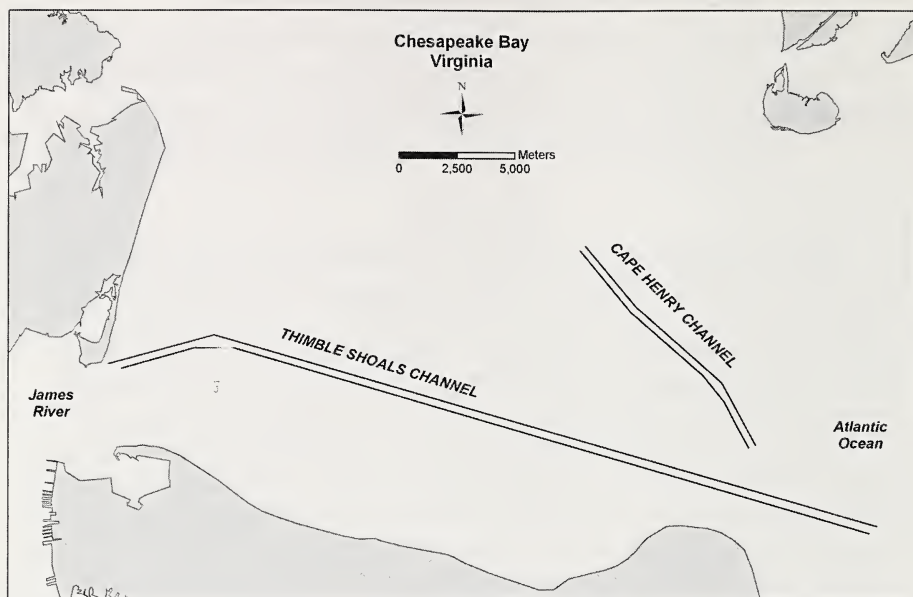 Chesapeake Bay
Virginia
N
Meters
0 2,500 5,000
CAPE HENRY CHANNEL
THIMBLE SHOALS CHANNEL
James
River
Atlantic
Ocean